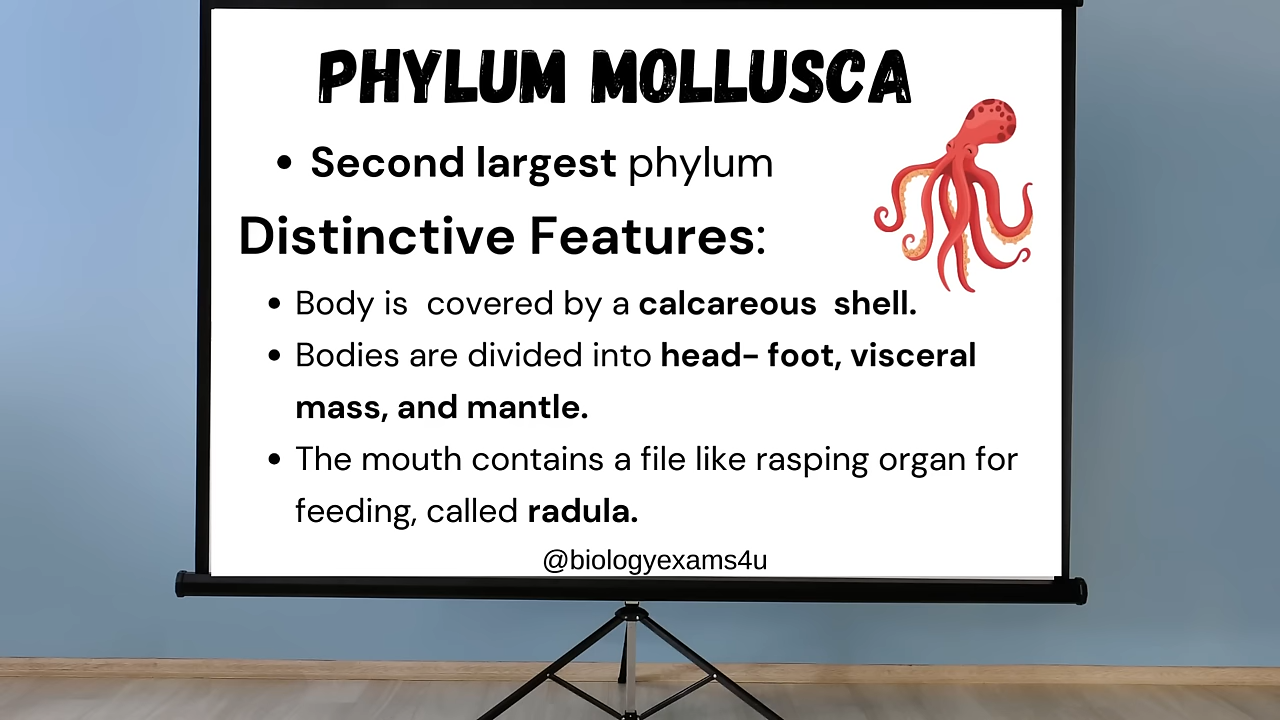 PHYLUM MOLLUSCA
• Second largest phylum
Distinctive Features:
• Body is covered by a calcareous shell.
• Bodies are divided into head- foot, visceral
mass, and mantle.
• The mouth contains a file like rasping organ for
feeding, called radula.
@biologyexams4u